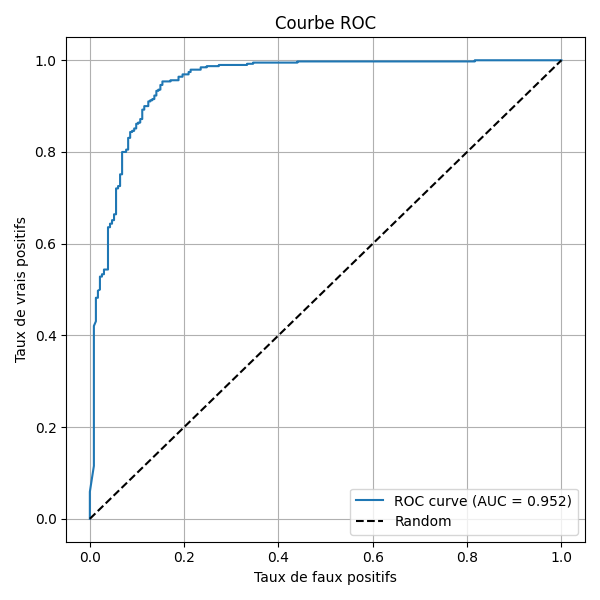 Courbe ROC
Taux de vrais positifs
1.0
0.8
0.6
0.4
0.2
0.0
ROC curve (AUC = 0.952)
Random
0.0 0.2 0.4 0.6 0.8 1.0
Taux de faux positifs